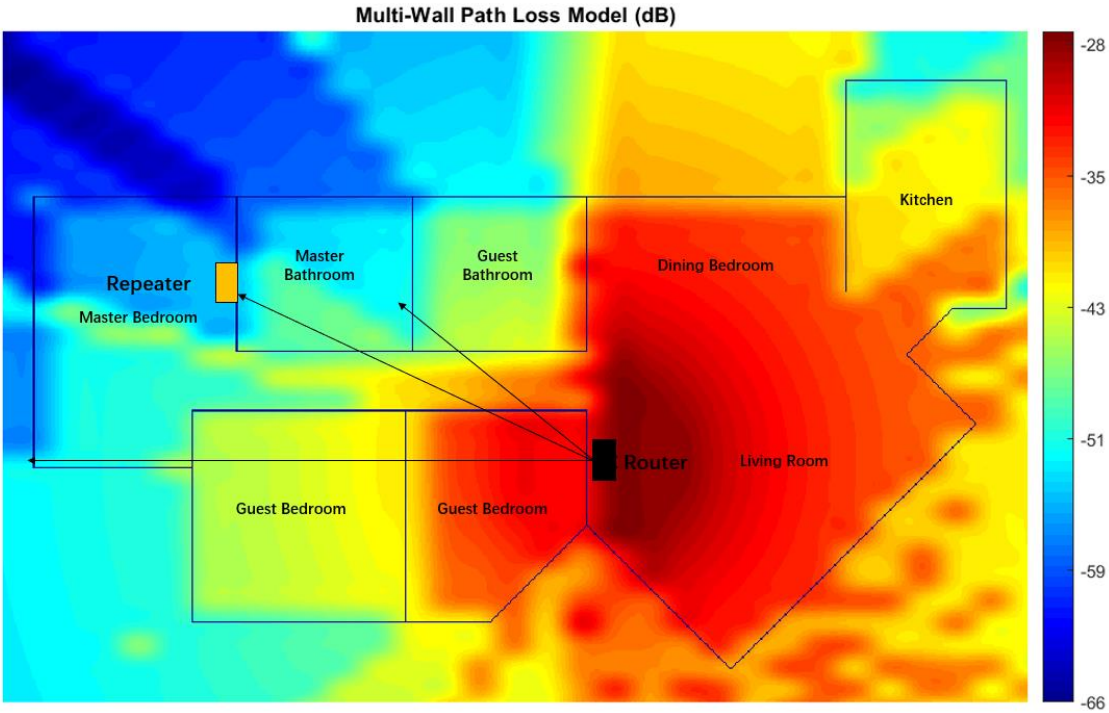 Multi-Wall Path Loss Model (dB)
-28
-35
-43
-51
-59
-66
Kitchen
Master
Bathroom
Guest
Bathroom
Dining Bedroom
Repeater
Master Bedroom
Router
Living Room
Guest Bedroom
Guest Bedroom